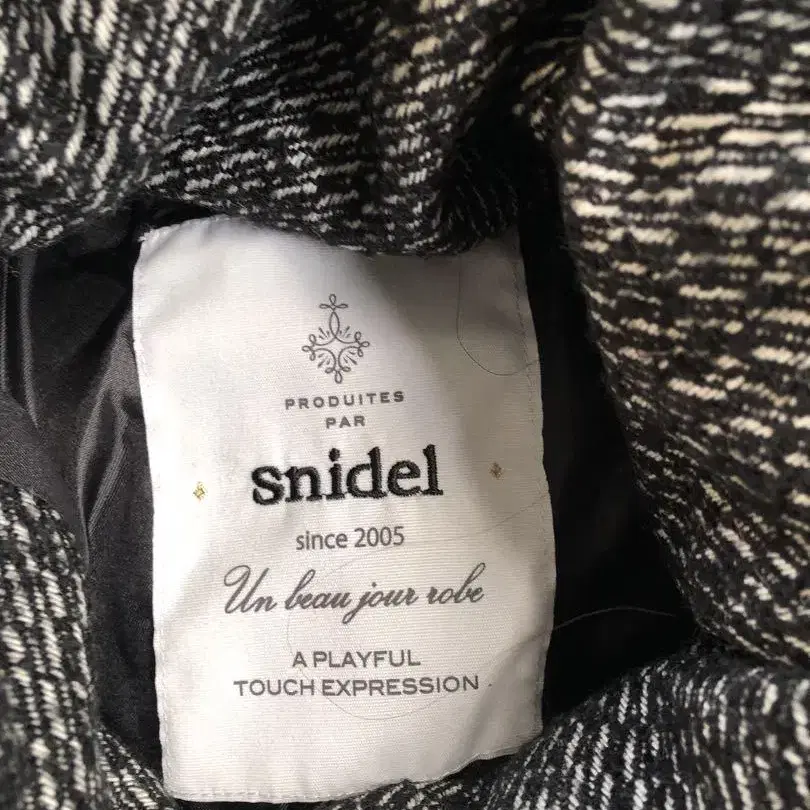 PRODUITES
PAR
snidel
since 2005
Un beau jour robe
A PLAYFUL
TOUCH EXPRESSION